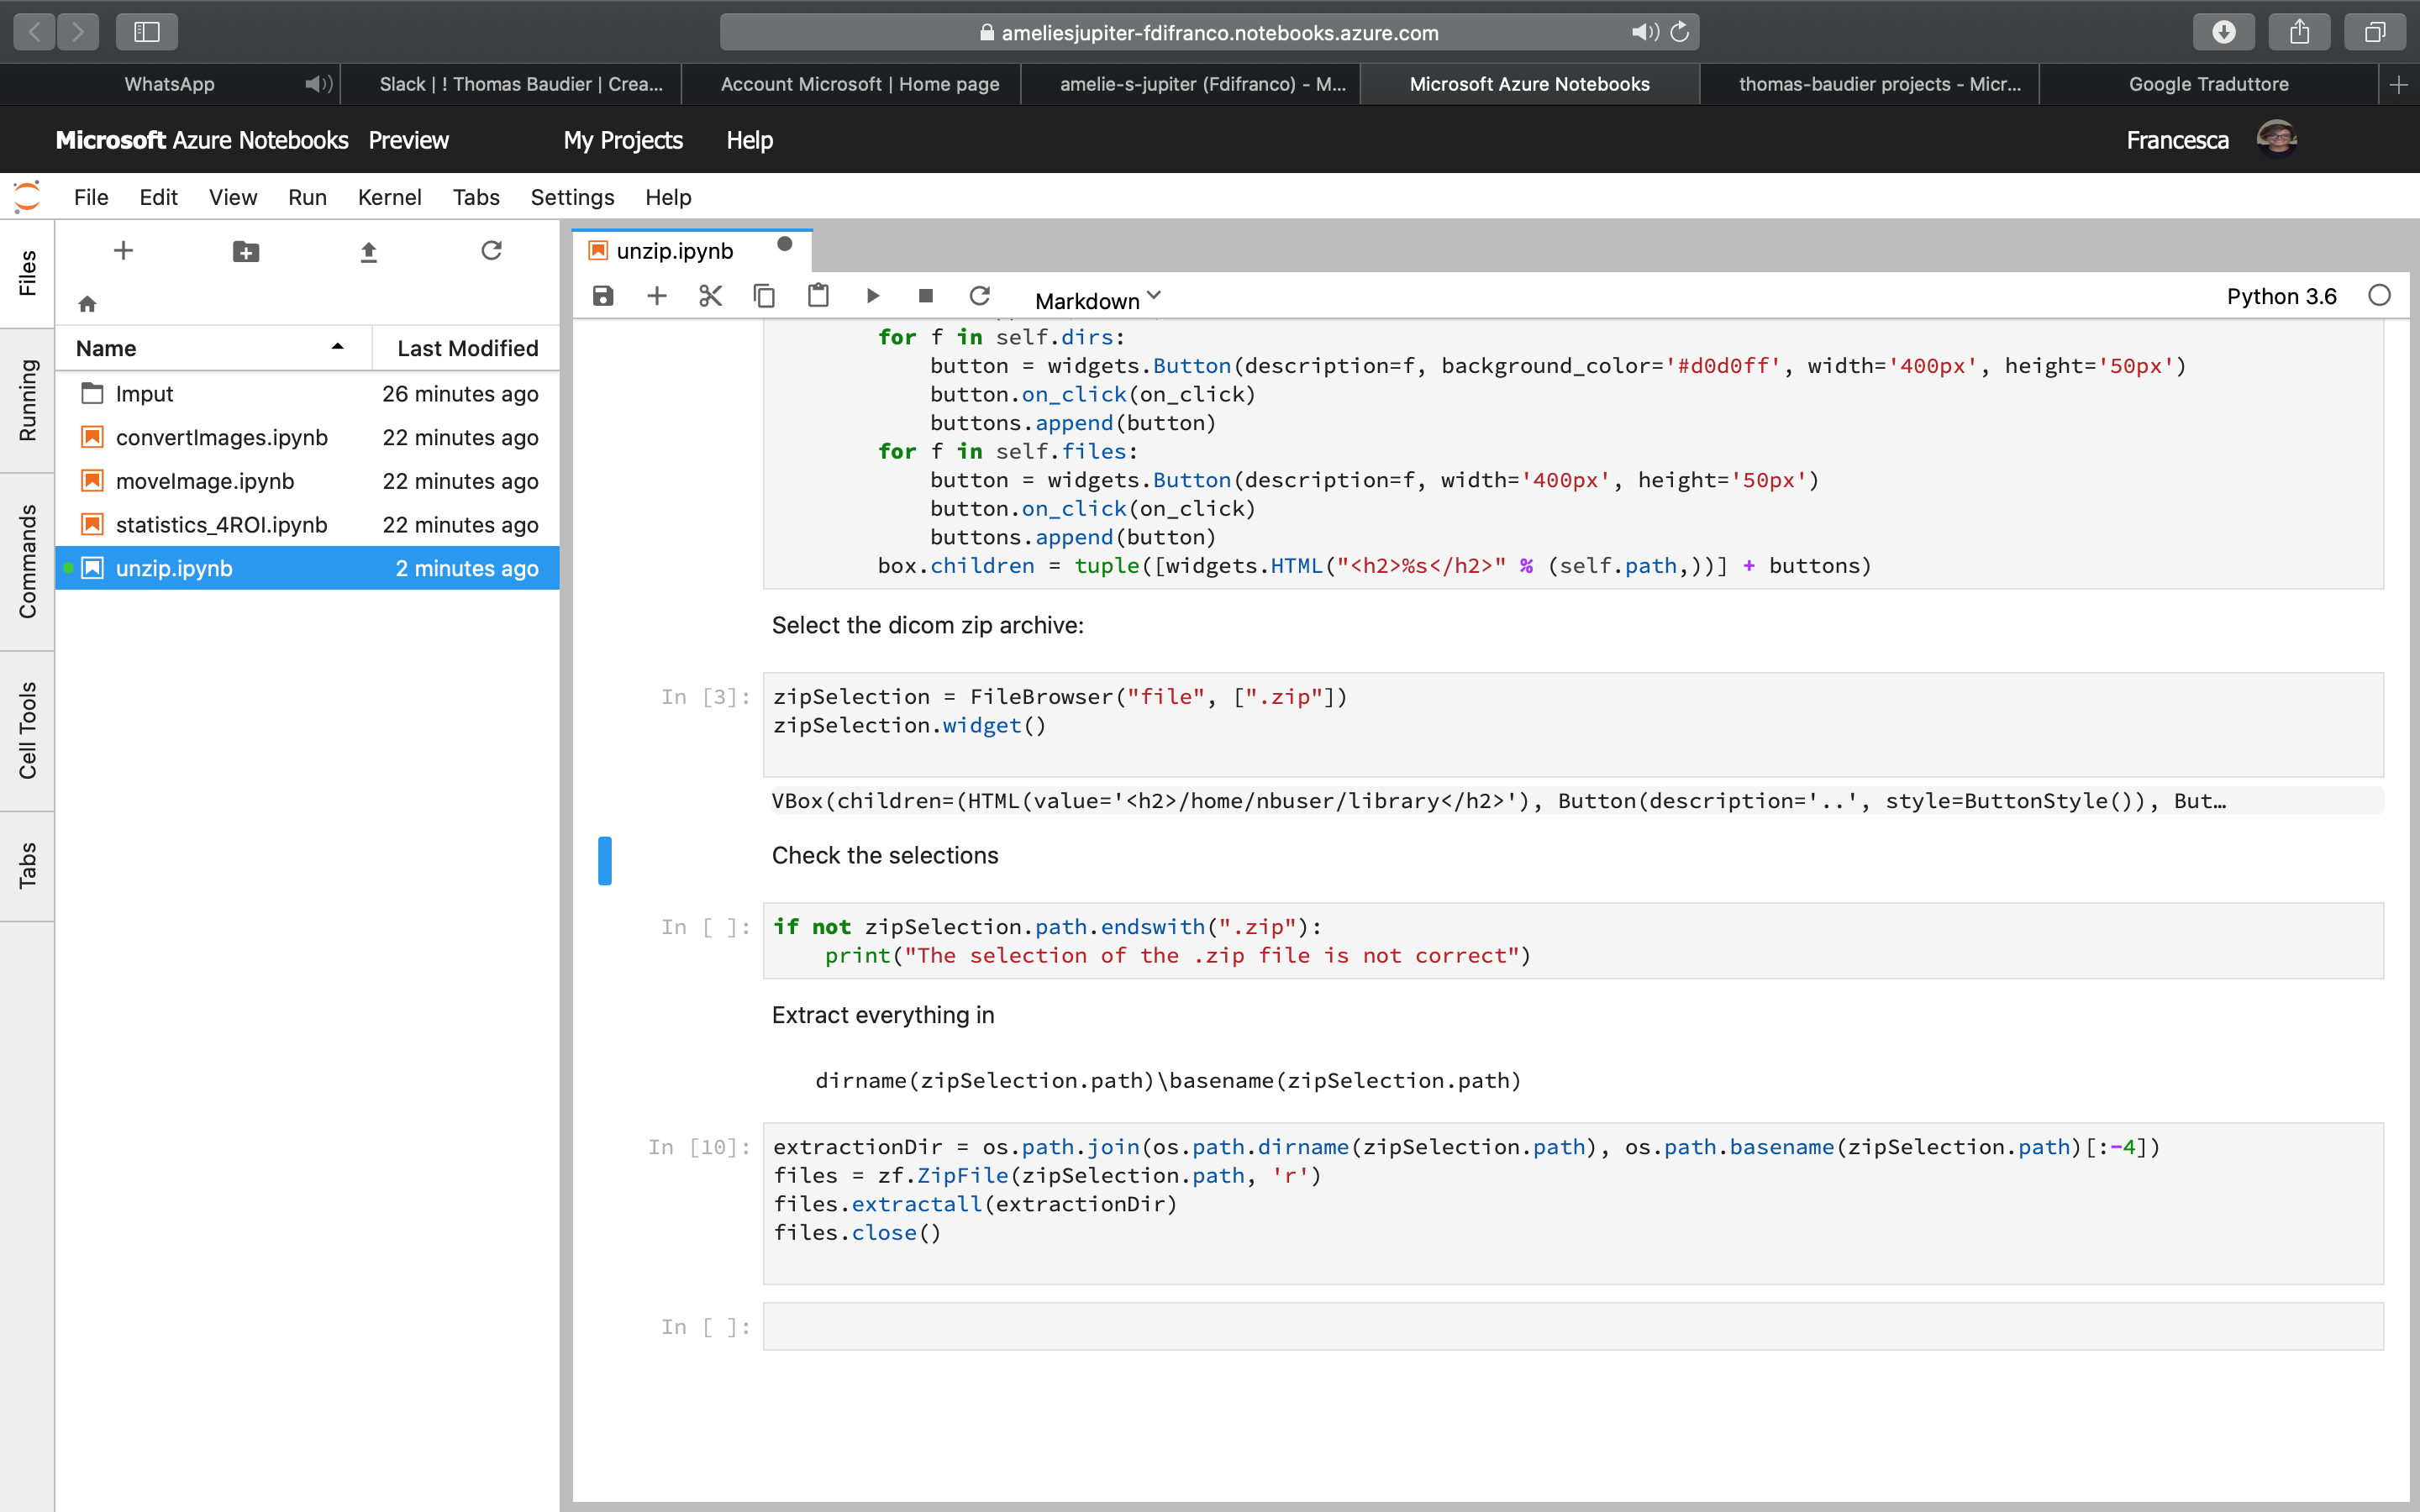 ameliesjupiter-fdifranco.notebooks.azure.com
WhatsApp
Slack | ! Thomas Baudier | Crea...
Account Microsoft | Home page
amelie-s-jupiter (Fdifranco) - M...
Microsoft Azure Notebooks
thomas-baudier projects - Micr...
Google Traduttore
Microsoft Azure Notebooks Preview
My Projects
Help
Francesca
File Edit View Run Kernel Tabs Settings Help
Files
Running
Commands
Cell Tools
Tabs
Name Last Modified
Imput 26 minutes ago
convertImages.ipynb 22 minutes ago
moveImage.ipynb 22 minutes ago
statistics_4ROI.ipynb 22 minutes ago
unzip.ipynb 2 minutes ago
unzip.ipynb
Markdown
Python 3.6
for f in self.dirs:
button = widgets.Button(description=f, background_color='#d0d0ff', width='400px', height='50px')
button.on_click(on_click)
buttons.append(button)
for f in self.files:
button = widgets.Button(description=f, width='400px', height='50px')
button.on_click(on_click)
buttons.append(button)
box.children = tuple([widgets.HTML("<h2>%s</h2>" % (self.path,))] + buttons)
Select the dicom zip archive:
In [3]: zipSelection = FileBrowser("file", [".zip"])
zipSelection.widget()
VBox(children=(HTML(value='<h2>/home/nbuser/library</h2>'), Button(description='..', style=ButtonStyle()), But…
Check the selections
In [ ]: if not zipSelection.path.endswith(".zip"):
print("The selection of the .zip file is not correct")
Extract everything in
dirname(zipSelection.path)\basename(zipSelection.path)
In [10]: extractionDir = os.path.join(os.path.dirname(zipSelection.path), os.path.basename(zipSelection.path)[:-4])
files = zf.ZipFile(zipSelection.path, 'r')
files.extractall(extractionDir)
files.close()
In [ ]: